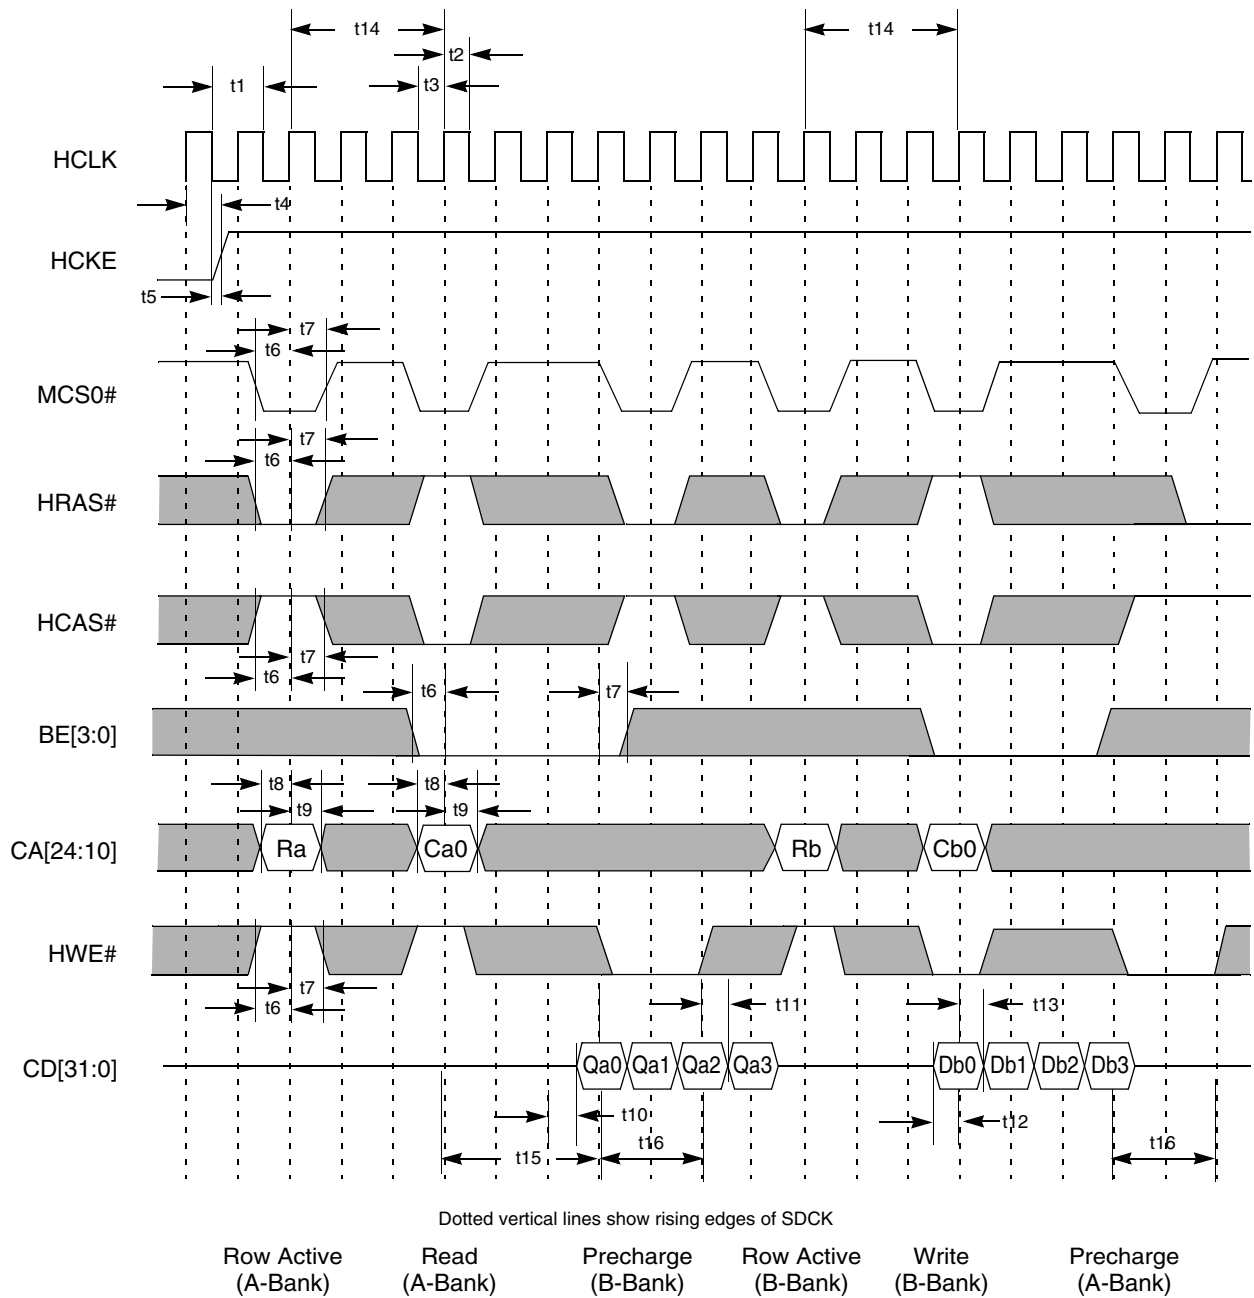 t14
t14
t2
t1
t3
HCLK
t4
HCKE
t5
t7
t6
MCS0#
t7
t6
HRAS#
HCAS#
t7
t6
t6
t7
BE[3:0]
t8
t8
t9
t9
CA[24:10]
Ra
Ca0
Rb
Cb0
HWE#
t7
t6
t11
t13
CD[31:0]
Qa0
Qa1
Qa2
Qa3
Db0
Db1
Db2
Db3
t10
t12
t15
t16
t16
Dotted vertical lines show rising edges of SDCK
Row Active
(A-Bank)
Read
(A-Bank)
Precharge
(B-Bank)
Row Active
(B-Bank)
Write
(B-Bank)
Precharge
(A-Bank)